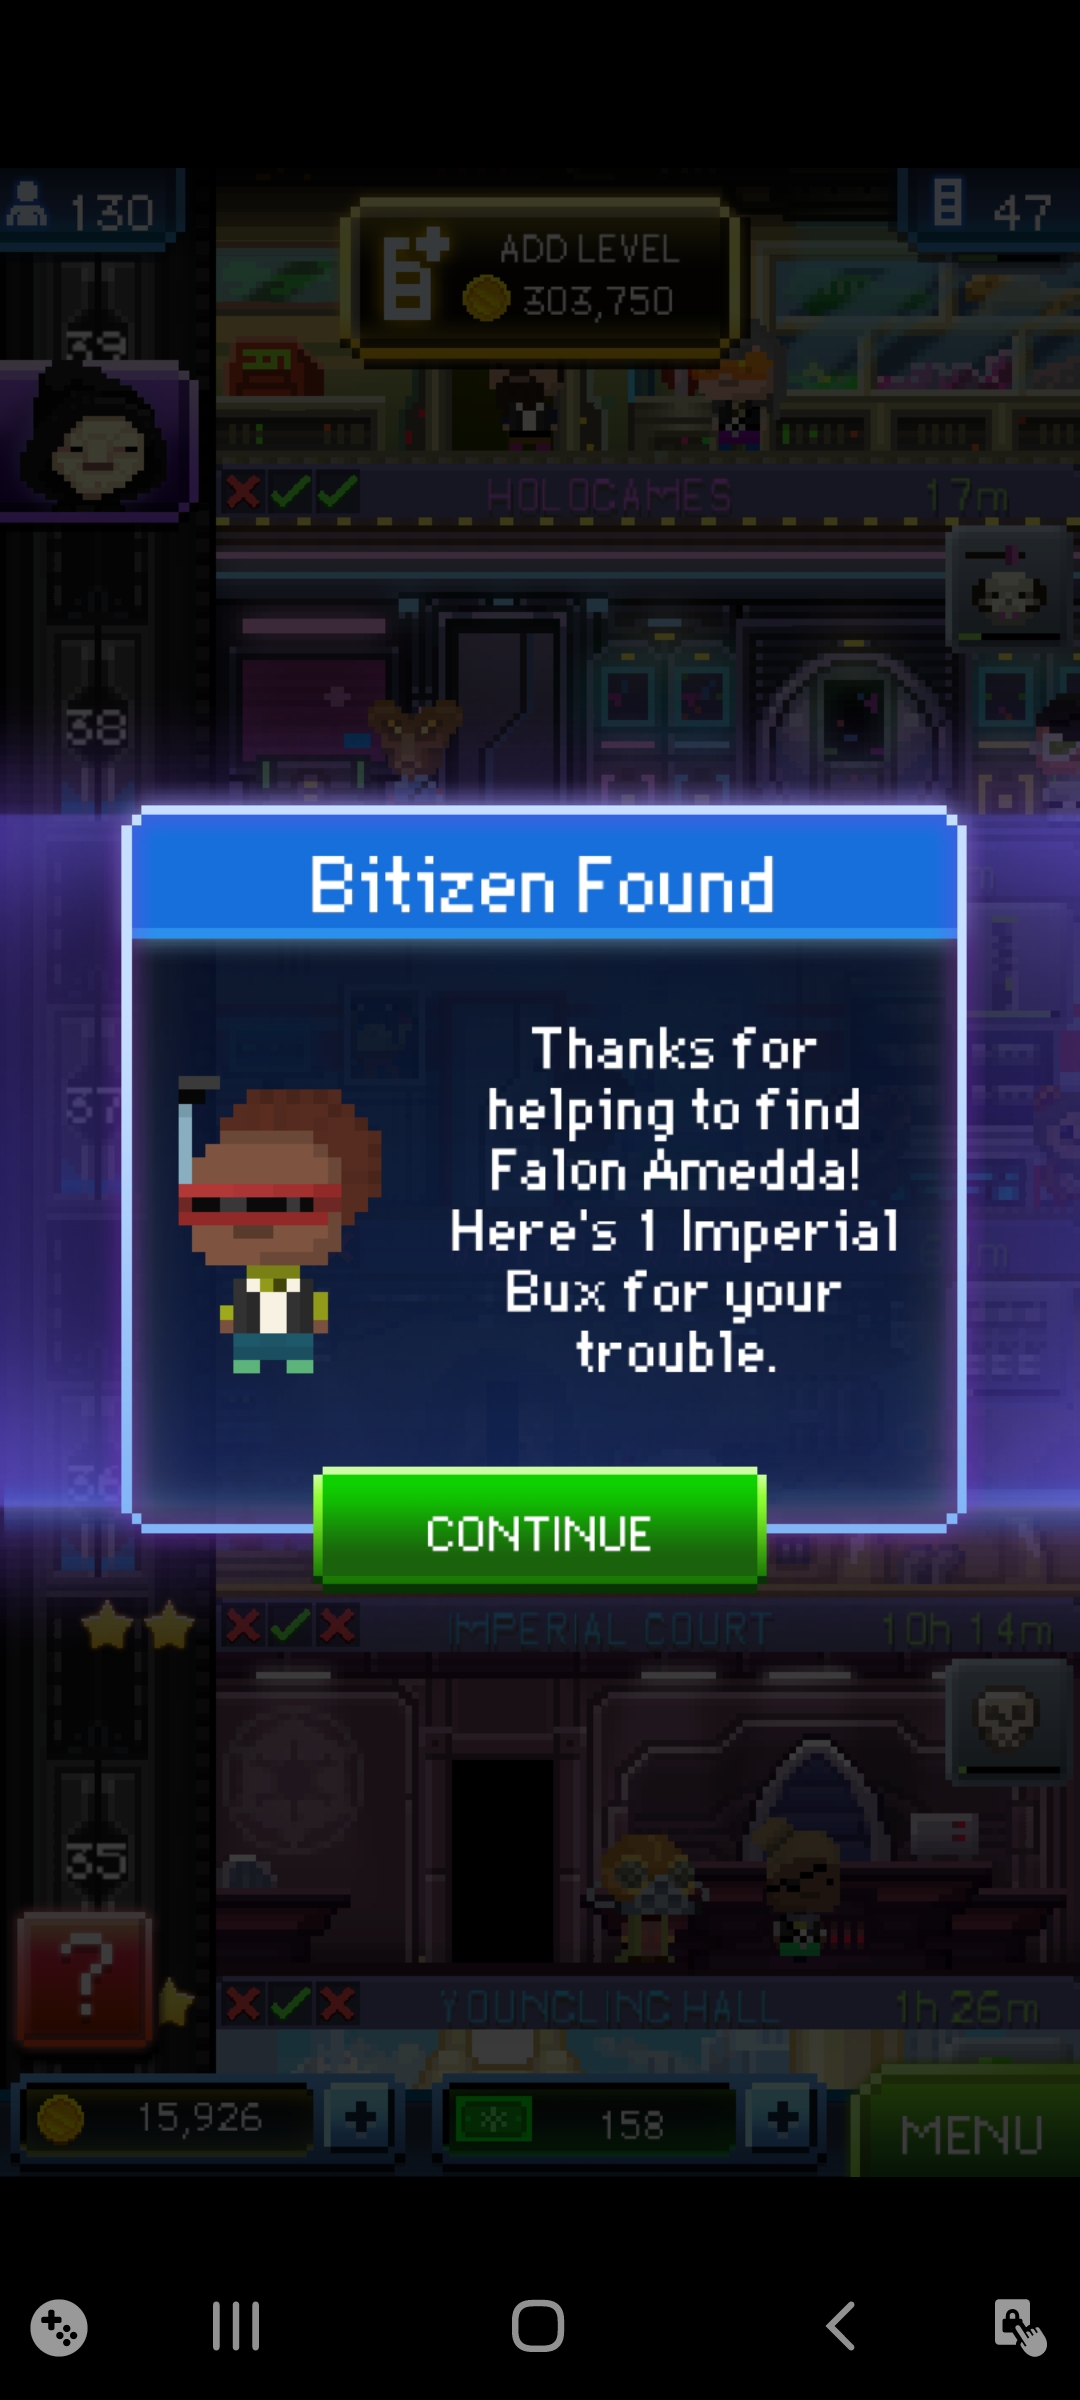 130
47
ADD LEVEL
303,750
39
HOLOGAMES
17m
38
Bitizen Found
Thanks for
helping to find
Falon Amedda!
Here's 1 Imperial
Bux for your
trouble.
37
36
CONTINUE
IMPERIAL COURT
10h 14m
35
?
YOUNGLING HALL
1h 26m
15,926
158
MENU